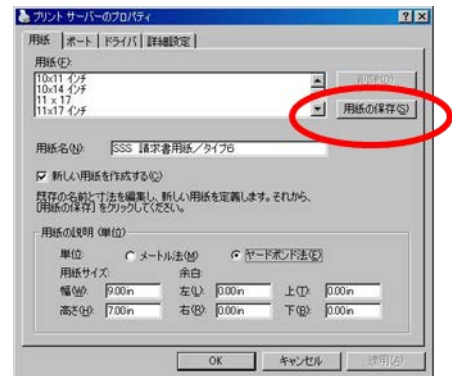 プリント サーバーのプロパティ
用紙 ポート ドライバ 詳細設定
用紙(F):
10x11 インチ
10x14 インチ
11 x 17
11x17 インチ
削除(D)
用紙の保存(S)
用紙名(N): SSS 請求書用紙/タイプ6
新しい用紙を作成する(C)
既存の名前と寸法を編集し、新しい用紙を定義します。それから、
[用紙の保存] をクリックしてください。
用紙の説明 (単位)
単位: メートル法(M) ヤードポンド法(E)
用紙サイズ: 余白:
幅(W): 9.00in 左(L): 0.00in 上(T): 0.00in
高さ(H): 7.00in 右(R): 0.00in 下(B): 0.00in
OK キャンセル 適用(A)